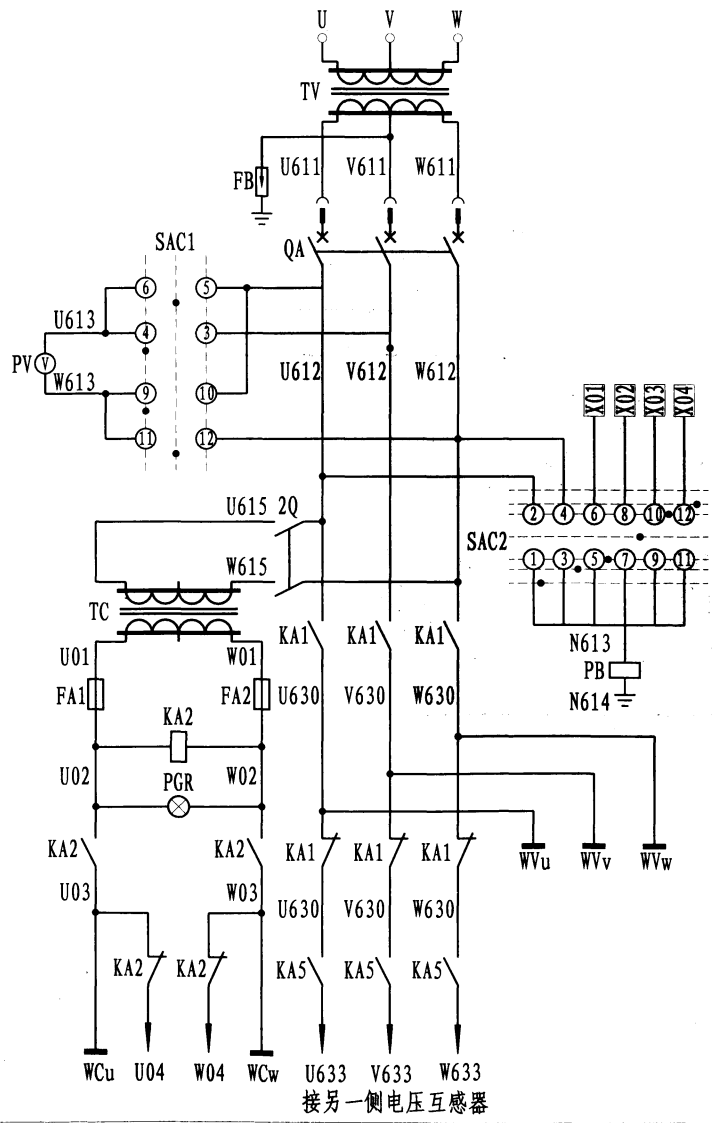 U V W
TV
U611 V611 W611
FB
SAC1
QA
6 5
U613 4 3
PV V
W613 9 10
11 12
U612 V612 W612
X01 X02 X03 X04
2 4 6 8 10 12
SAC2
1 3 5 7 9 11
U615 2Q
W615
TC
N613
PB
N614
U01 W01
FA1 FA2
KA1 KA1 KA1
U630 V630 W630
KA2
U02 W02
PGR
KA2 KA2
KA1 KA1 KA1
WVu WVv WVw
U03 W03
U630 V630 W630
KA2 KA2
KA5 KA5 KA5
WCu U04 W04 WCw
U633 V633 W633
接另一侧电压互感器